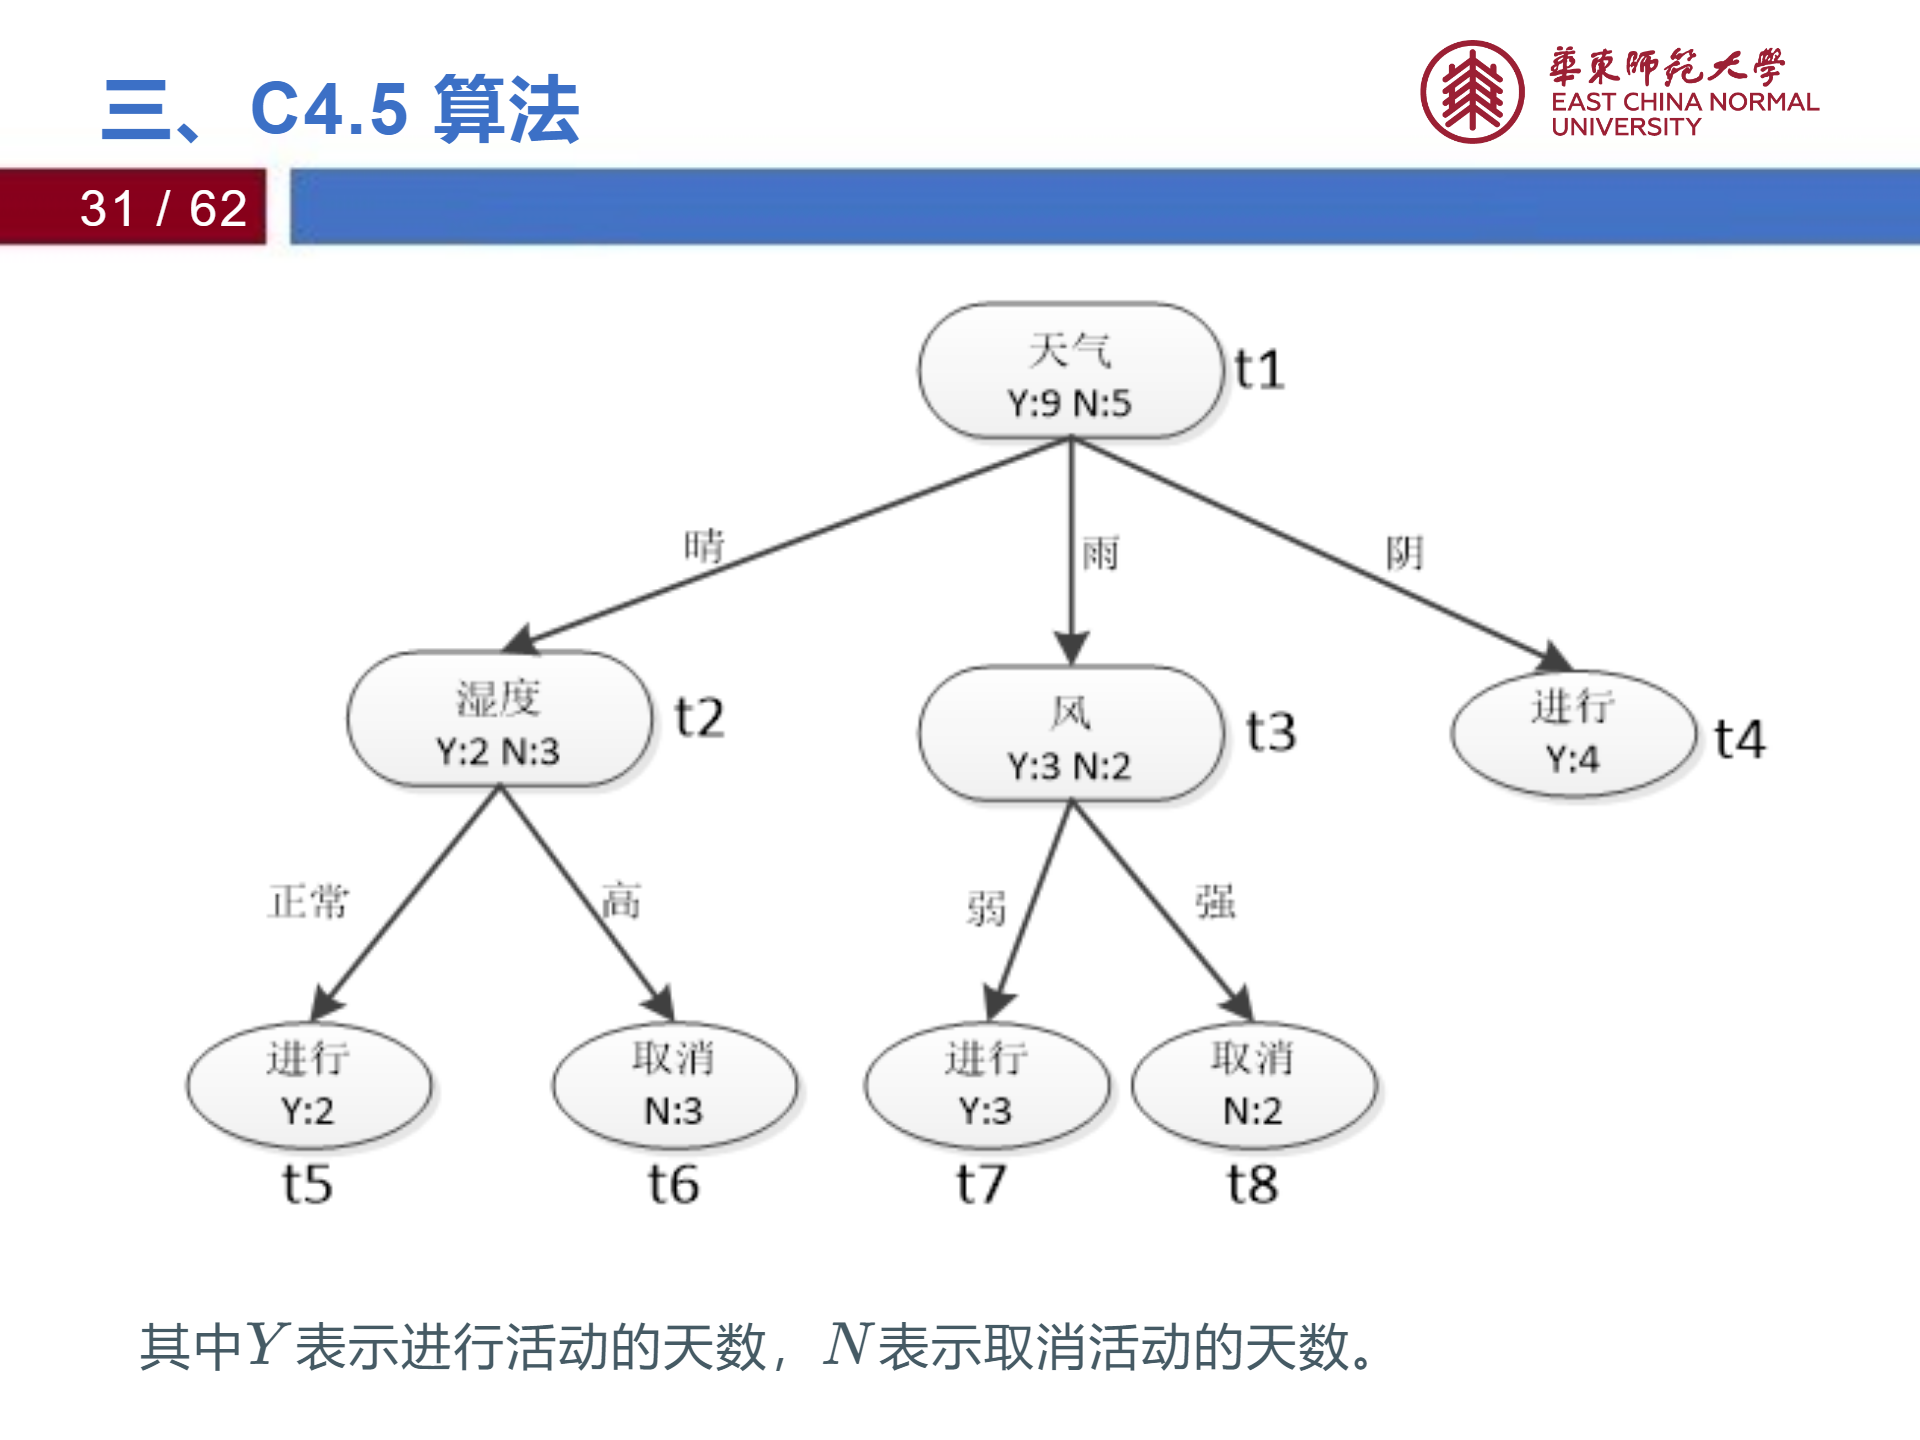 三、C4.5 算法
華東師範大學
EAST CHINA NORMAL
UNIVERSITY
31 / 62
天气
Y:9 N:5
t1
晴
雨
阴
湿度
Y:2 N:3
t2
风
Y:3 N:2
t3
进行
Y:4
t4
正常
高
弱
强
进行
Y:2
t5
取消
N:3
t6
进行
Y:3
t7
取消
N:2
t8
其中Y 表示进行活动的天数，N表示取消活动的天数。